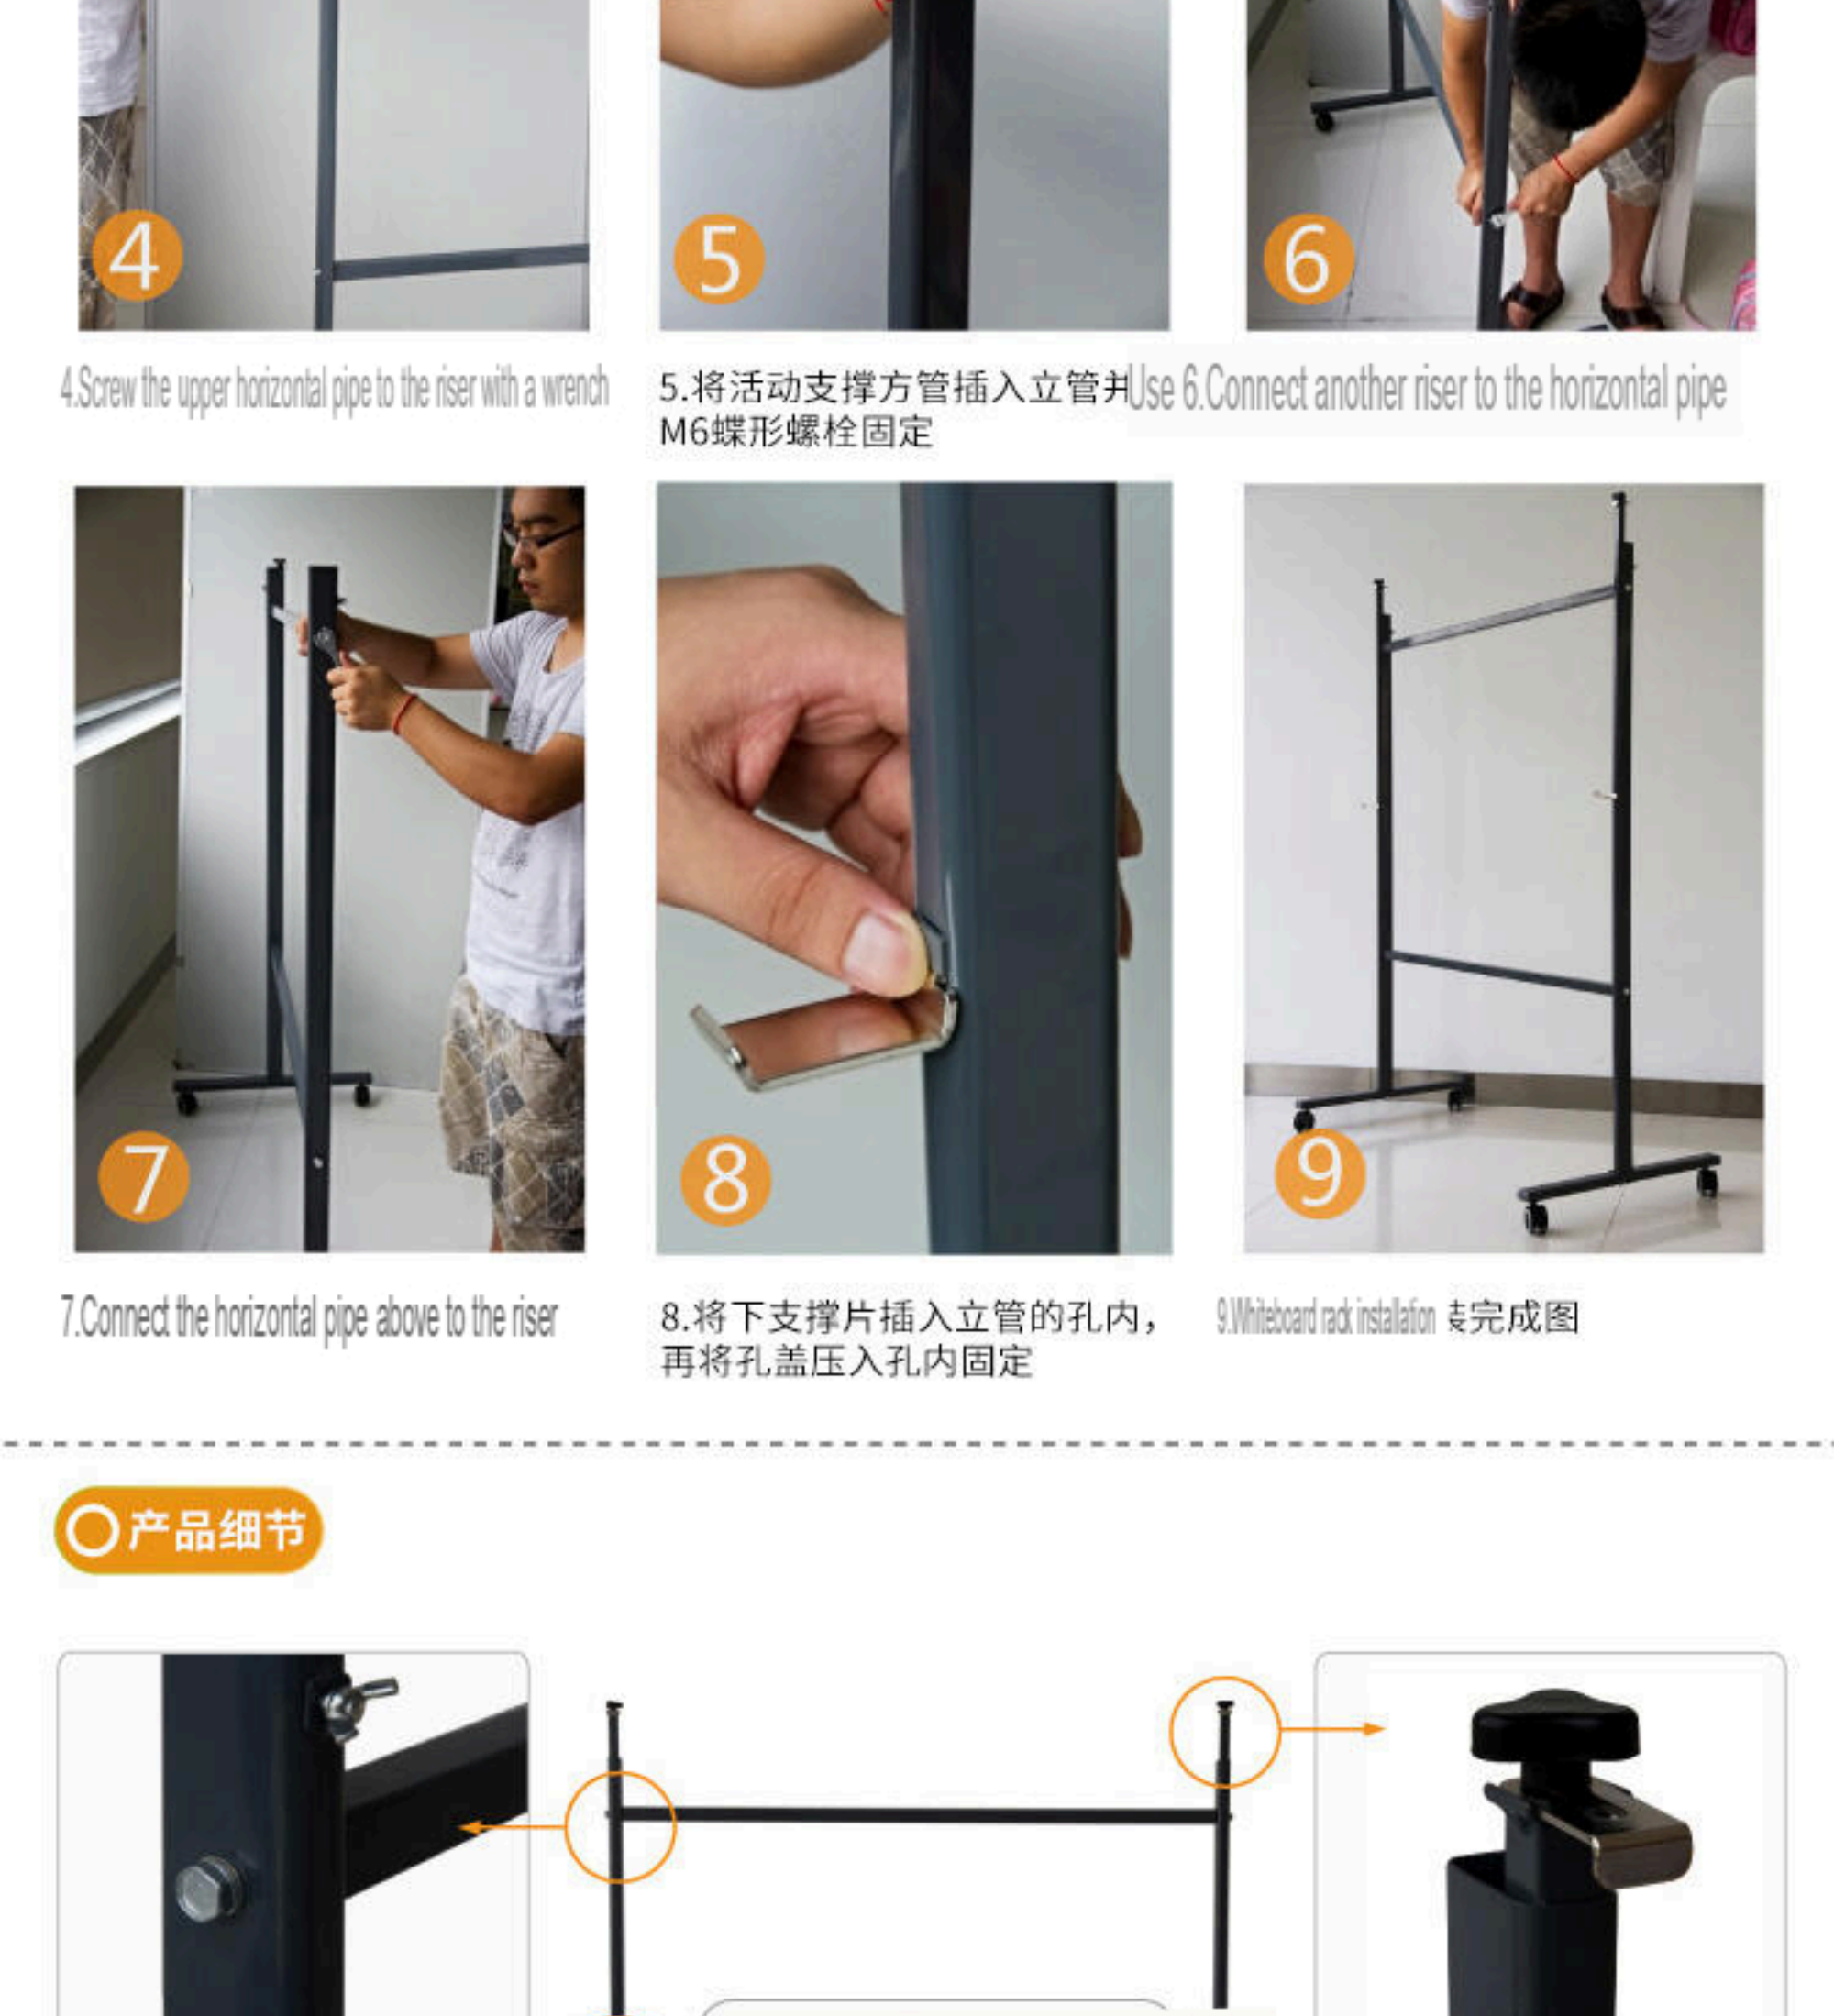 4
5
6
4.Screw the upper horizontal pipe to the riser with a wrench
5.将活动支撑方管插入立管并
M6蝶形螺栓固定
Use 6.Connect another riser to the horizontal pipe
7
8
9
7.Connect the horizontal pipe above to the riser
8.将下支撑片插入立管的孔内，
再将孔盖压入孔内固定
9.Whiteboard rack installation 完成图
产品细节